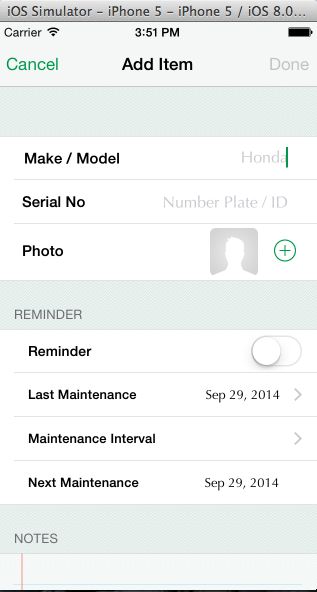 iOS Simulator – iPhone 5 – iPhone 5 / iOS 8.0...
Carrier 3:51 PM
Cancel Add Item Done
Make / Model Honda
Serial No Number Plate / ID
Photo
REMINDER
Reminder
Last Maintenance Sep 29, 2014
Maintenance Interval
Next Maintenance Sep 29, 2014
NOTES